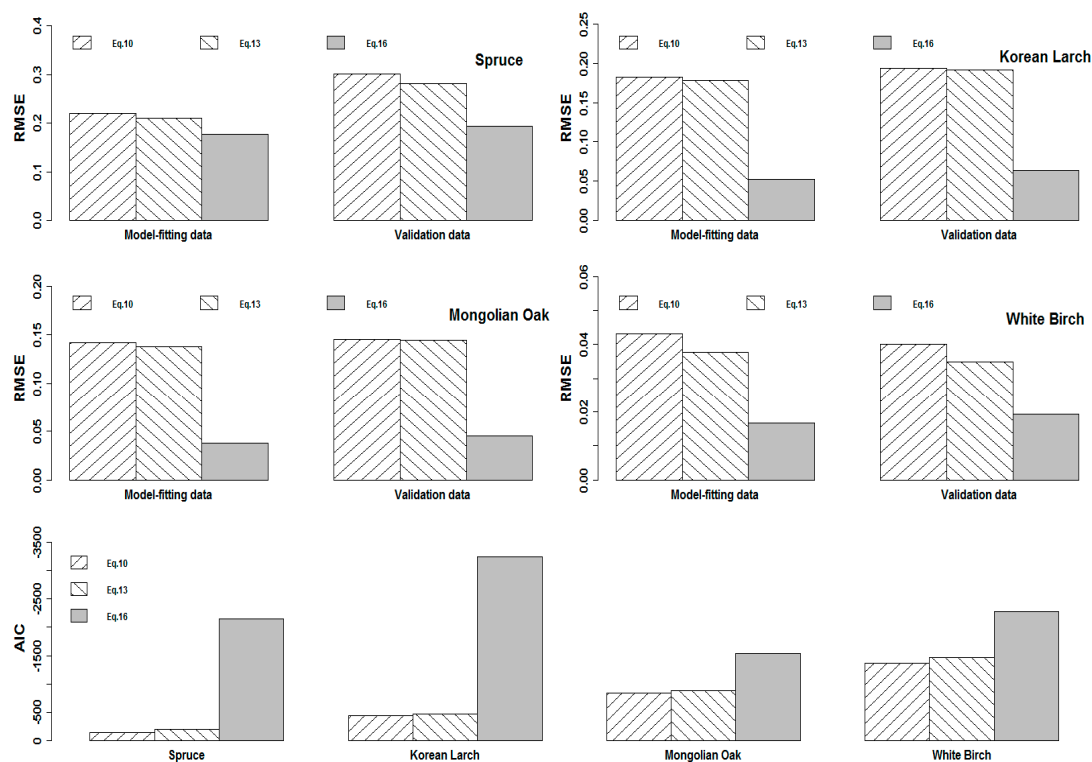 0.4
0.3
0.2
0.1
0.0
RMSE
Eq.10
Eq.13
Eq.16
Spruce
Model-fitting data
Validation data
0.25
0.20
0.15
0.10
0.05
0.00
RMSE
Eq.10
Eq.13
Eq.16
Korean Larch
Model-fitting data
Validation data
0.20
0.15
0.10
0.05
0.00
RMSE
Eq.10
Eq.13
Eq.16
Mongolian Oak
Model-fitting data
Validation data
0.06
0.04
0.02
0.00
RMSE
Eq.10
Eq.13
Eq.16
White Birch
Model-fitting data
Validation data
-3500
-2500
-1500
-500
0
AIC
Eq.10
Eq.13
Eq.16
Spruce
Korean Larch
Mongolian Oak
White Birch